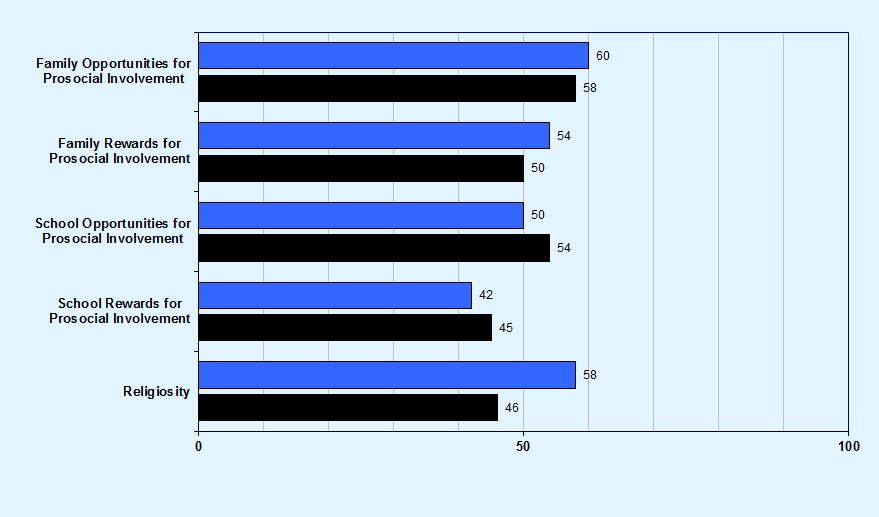 Family Opportunities for
Prosocial Involvement
60
58
Family Rewards for
Prosocial Involvement
54
50
School Opportunities for
Prosocial Involvement
50
54
School Rewards for
Prosocial Involvement
42
45
Religiosity
58
46
0 50 100